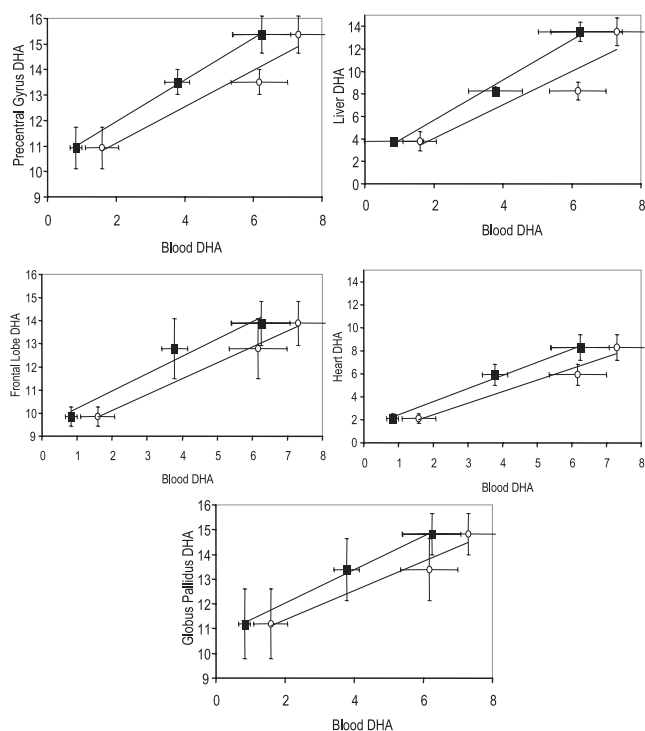 Precentral Gyrus DHA
16
15
14
13
12
11
10
9
0 2 4 6 8
Blood DHA
Liver DHA
14
12
10
8
6
4
2
0
0 2 4 6 8
Blood DHA
Frontal Lobe DHA
16
15
14
13
12
11
10
9
0 1 2 3 4 5 6 7 8
Blood DHA
Heart DHA
14
12
10
8
6
4
2
0
0 1 2 3 4 5 6 7 8
Blood DHA
Globus Pallidus DHA
16
15
14
13
12
11
10
9
0 2 4 6 8
Blood DHA